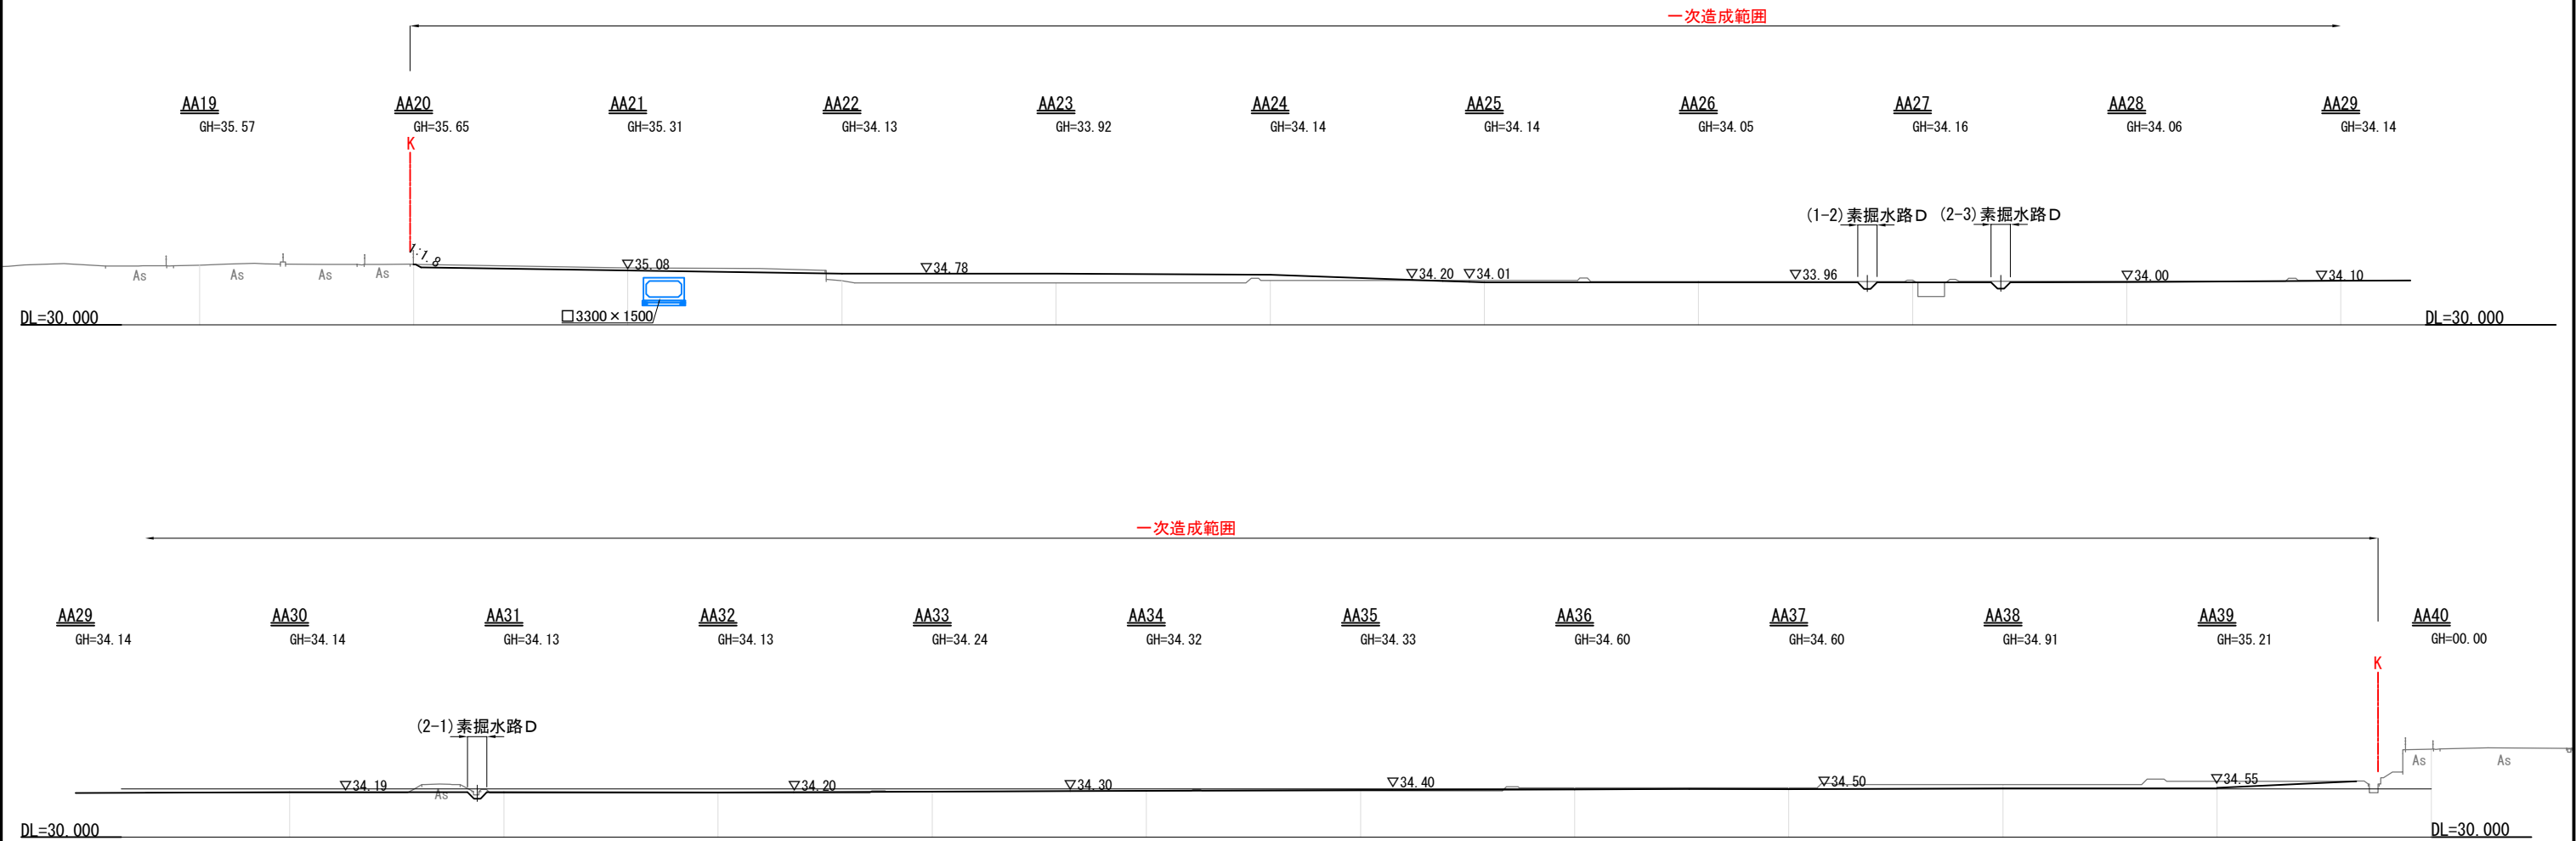 一次造成範囲
AA19 AA20 AA21 AA22 AA23 AA24 AA25 AA26 AA27 AA28 AA29
GH=35.57 GH=35.65 GH=35.31 GH=34.13 GH=33.92 GH=34.14 GH=34.14 GH=34.05 GH=34.16 GH=34.06 GH=34.14
K
(1-2)素掘水路D (2-3)素掘水路D
1:1.8
▽35.08 ▽34.78 ▽34.20 ▽34.01 ▽33.96 ▽34.00 ▽34.10
As As As As
□3300×1500
DL=30.000 DL=30.000
一次造成範囲
AA29 AA30 AA31 AA32 AA33 AA34 AA35 AA36 AA37 AA38 AA39 AA40
GH=34.14 GH=34.14 GH=34.13 GH=34.13 GH=34.24 GH=34.32 GH=34.33 GH=34.60 GH=34.60 GH=34.91 GH=35.21 GH=00.00
K
(2-1)素掘水路D
As As
▽34.19 ▽34.20 ▽34.30 ▽34.40 ▽34.50 ▽34.55
As
DL=30.000 DL=30.000